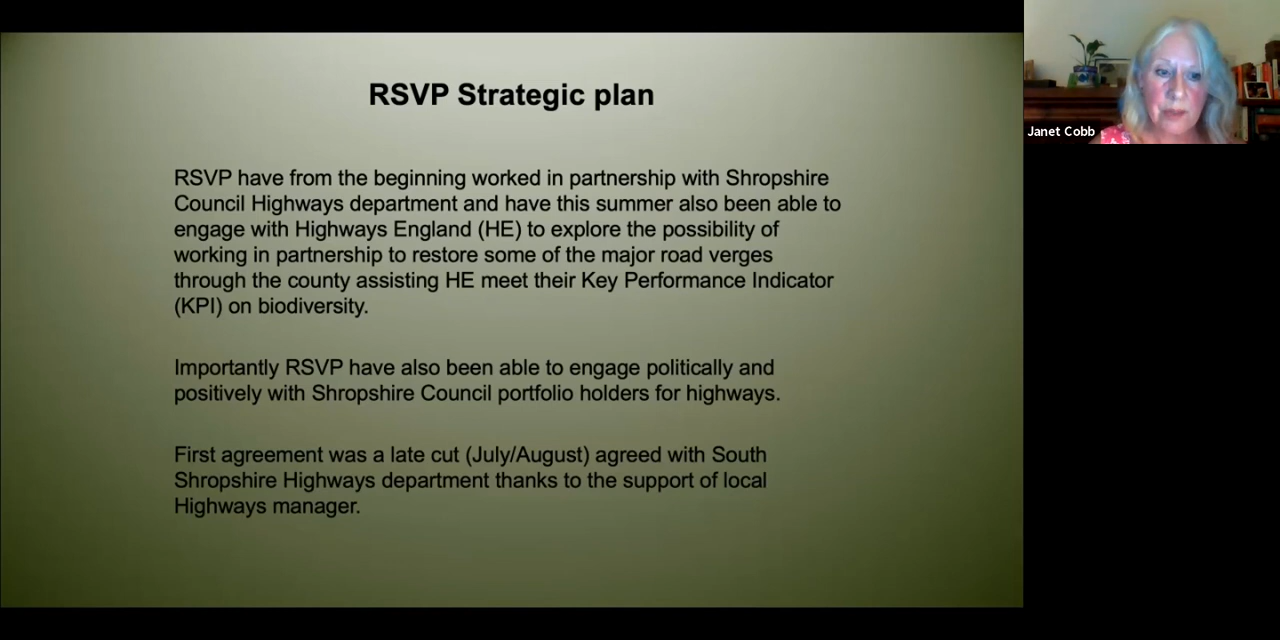 RSVP Strategic plan
RSVP have from the beginning worked in partnership with Shropshire
Council Highways department and have this summer also been able to
engage with Highways England (HE) to explore the possibility of
working in partnership to restore some of the major road verges
through the county assisting HE meet their Key Performance Indicator
(KPI) on biodiversity.
Importantly RSVP have also been able to engage politically and
positively with Shropshire Council portfolio holders for highways.
First agreement was a late cut (July/August) agreed with South
Shropshire Highways department thanks to the support of local
Highways manager.
Janet Cobb